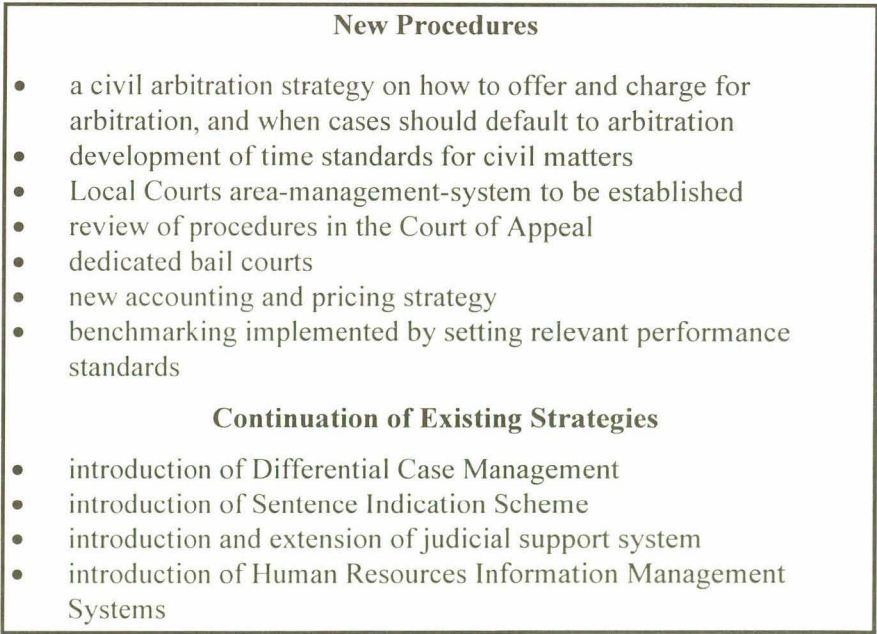 New Procedures
• a civil arbitration strategy on how to offer and charge for
arbitration, and when cases should default to arbitration
• development of time standards for civil matters
• Local Courts area-management-system to be established
• review of procedures in the Court of Appeal
• dedicated bail courts
• new accounting and pricing strategy
• benchmarking implemented by setting relevant performance
standards
Continuation of Existing Strategies
• introduction of Differential Case Management
• introduction of Sentence Indication Scheme
• introduction and extension of judicial support system
• introduction of Human Resources Information Management
Systems